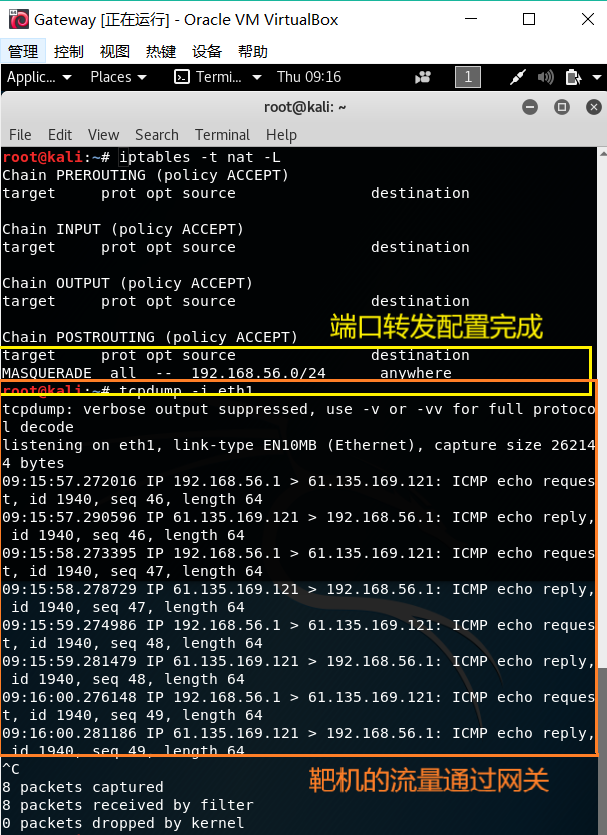 Gateway [正在运行] - Oracle VM VirtualBox
管理 控制 视图 热键 设备 帮助
Applic... Places Termi... Thu 09:16 1
root@kali: ~
File Edit View Search Terminal Help
root@kali:~# iptables -t nat -L
Chain PREROUTING (policy ACCEPT)
target     prot opt source               destination

Chain INPUT (policy ACCEPT)
target     prot opt source               destination

Chain OUTPUT (policy ACCEPT)
target     prot opt source               destination
端口转发配置完成
Chain POSTROUTING (policy ACCEPT)
target     prot opt source               destination
MASQUERADE  all  --  192.168.56.0/24      anywhere
root@kali:~# tcpdump -i eth1
tcpdump: verbose output suppressed, use -v or -vv for full protoco
l decode
listening on eth1, link-type EN10MB (Ethernet), capture size 26214
4 bytes
09:15:57.272016 IP 192.168.56.1 > 61.135.169.121: ICMP echo reques
t, id 1940, seq 46, length 64
09:15:57.290596 IP 61.135.169.121 > 192.168.56.1: ICMP echo reply,
 id 1940, seq 46, length 64
09:15:58.273395 IP 192.168.56.1 > 61.135.169.121: ICMP echo reques
t, id 1940, seq 47, length 64
09:15:58.278729 IP 61.135.169.121 > 192.168.56.1: ICMP echo reply,
 id 1940, seq 47, length 64
09:15:59.274986 IP 192.168.56.1 > 61.135.169.121: ICMP echo reques
t, id 1940, seq 48, length 64
09:15:59.281479 IP 61.135.169.121 > 192.168.56.1: ICMP echo reply,
 id 1940, seq 48, length 64
09:16:00.276148 IP 192.168.56.1 > 61.135.169.121: ICMP echo reques
t, id 1940, seq 49, length 64
09:16:00.281186 IP 61.135.169.121 > 192.168.56.1: ICMP echo reply,
 id 1940, seq 49, length 64
^C
靶机的流量通过网关
8 packets captured
8 packets received by filter
0 packets dropped by kernel